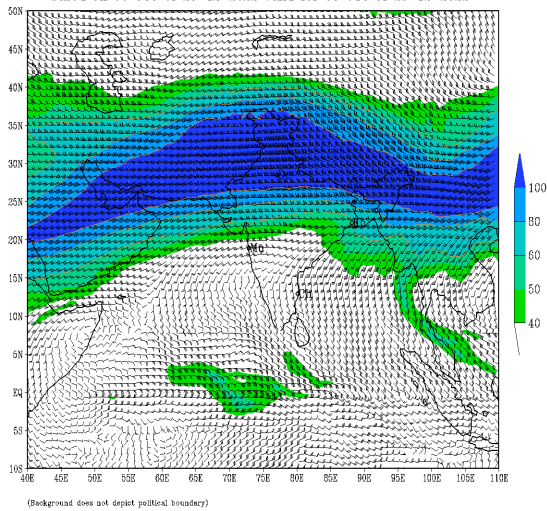 50N
45N
40N
35N
30N
25N
20N
15N
10N
5N
EQ
5S
10S
40E 45E 50E 55E 60E 65E 70E 75E 80E 85E 90E 95E 100E 105E 110E
100
80
60
50
40
Mu
(Background does not depict political boundary)